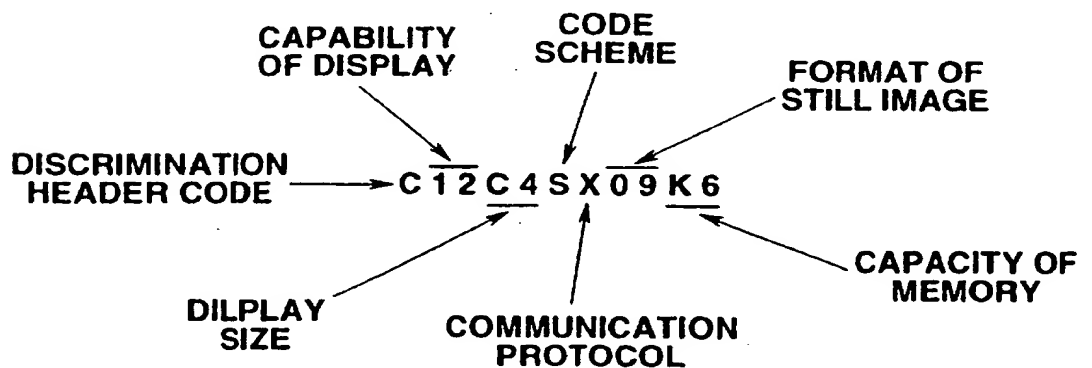 CAPABILITY
OF DISPLAY
CODE
SCHEME
FORMAT OF
STILL IMAGE
DISCRIMINATION
HEADER CODE
C12C4SX09K6
DILPLAY
SIZE
COMMUNICATION
PROTOCOL
CAPACITY OF
MEMORY